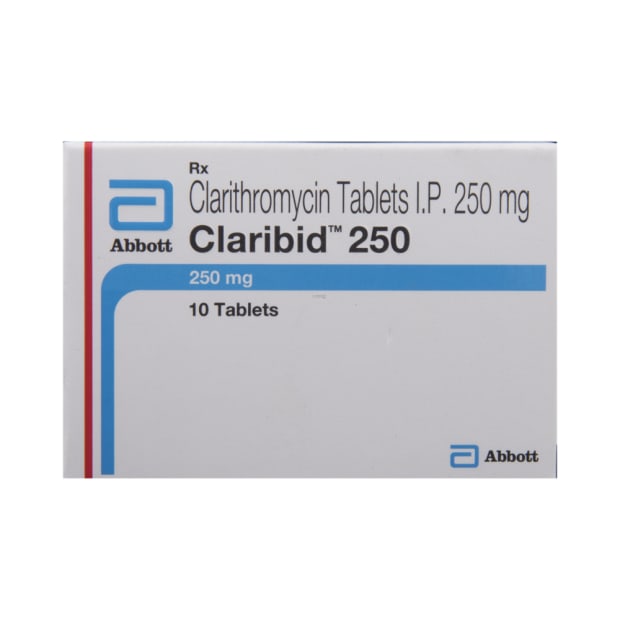 Rx
Clarithromycin Tablets I.P. 250 mg
Abbott
Claribid™ 250
250 mg
10 Tablets
Abbott